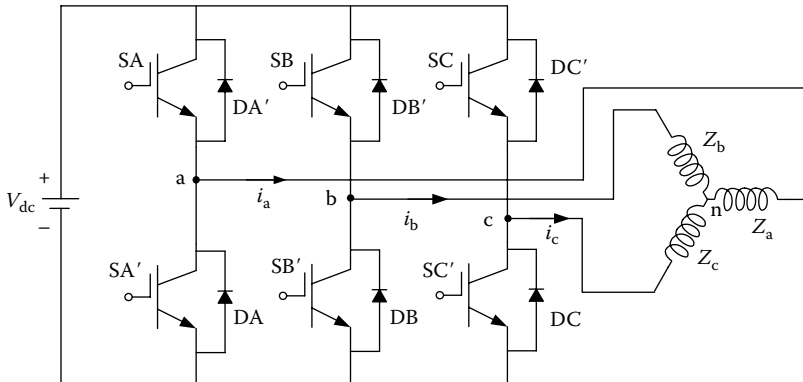 SA
SB
SC
DA′
DB′
DC′
Z_b
+
V_dc
−
a
i_a
b
i_b
c
i_c
n
Z_a
Z_c
SA′
SB′
SC′
DA
DB
DC